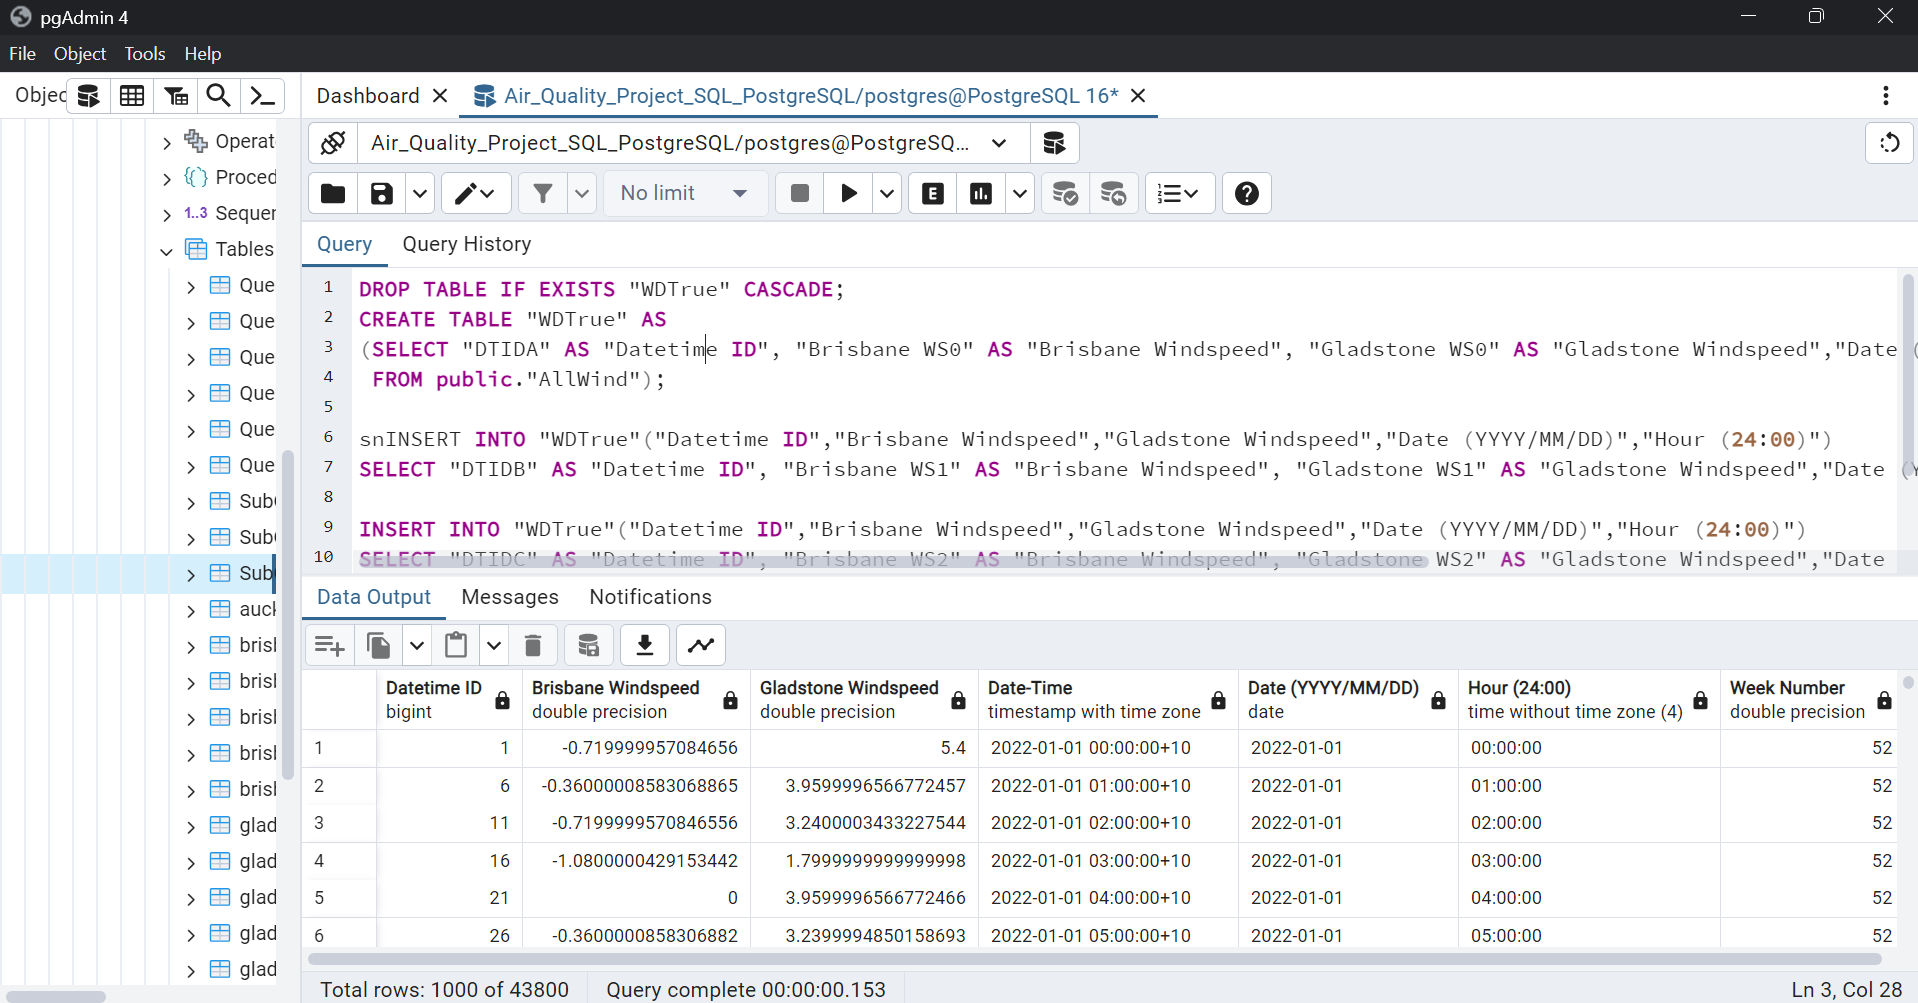 pgAdmin 4
File Object Tools Help
Objec
Dashboard
Air_Quality_Project_SQL_PostgreSQL/postgres@PostgreSQL 16*
Operat
Proced
1..3 Sequer
Tables
Que
Que
Que
Que
Que
Que
Sub
Sub
Sub
auck
bris
bris
bris
bris
bris
glad
glad
glad
glad
glad
Air_Quality_Project_SQL_PostgreSQL/postgres@PostgreSQ...
No limit
E
Query Query History
1 DROP TABLE IF EXISTS "WDTrue" CASCADE;
2 CREATE TABLE "WDTrue" AS
3 (SELECT "DTIDA" AS "Datetime ID", "Brisbane WS0" AS "Brisbane Windspeed", "Gladstone WS0" AS "Gladstone Windspeed","Date (
4 FROM public."AllWind");
5
6 snINSERT INTO "WDTrue"("Datetime ID","Brisbane Windspeed","Gladstone Windspeed","Date (YYYY/MM/DD)","Hour (24:00)")
7 SELECT "DTIDB" AS "Datetime ID", "Brisbane WS1" AS "Brisbane Windspeed", "Gladstone WS1" AS "Gladstone Windspeed","Date (Y
8
9 INSERT INTO "WDTrue"("Datetime ID","Brisbane Windspeed","Gladstone Windspeed","Date (YYYY/MM/DD)","Hour (24:00)")
10 SELECT "DTIDC" AS "Datetime ID", "Brisbane WS2" AS "Brisbane Windspeed", "Gladstone WS2" AS "Gladstone Windspeed","Date
Data Output Messages Notifications
Datetime ID Brisbane Windspeed Gladstone Windspeed Date-Time Date (YYYY/MM/DD) Hour (24:00) Week Number
bigint double precision double precision timestamp with time zone date time without time zone (4) double precision
1 1 -0.719999957084656 5.4 2022-01-01 00:00:00+10 2022-01-01 00:00:00 52
2 6 -0.36000008583068865 3.9599996566772457 2022-01-01 01:00:00+10 2022-01-01 01:00:00 52
3 11 -0.7199999570846556 3.2400003433227544 2022-01-01 02:00:00+10 2022-01-01 02:00:00 52
4 16 -1.0800000429153442 1.7999999999999998 2022-01-01 03:00:00+10 2022-01-01 03:00:00 52
5 21 0 3.9599996566772466 2022-01-01 04:00:00+10 2022-01-01 04:00:00 52
6 26 -0.3600000858306882 3.2399994850158693 2022-01-01 05:00:00+10 2022-01-01 05:00:00 52
Total rows: 1000 of 43800 Query complete 00:00:00.153 Ln 3, Col 28